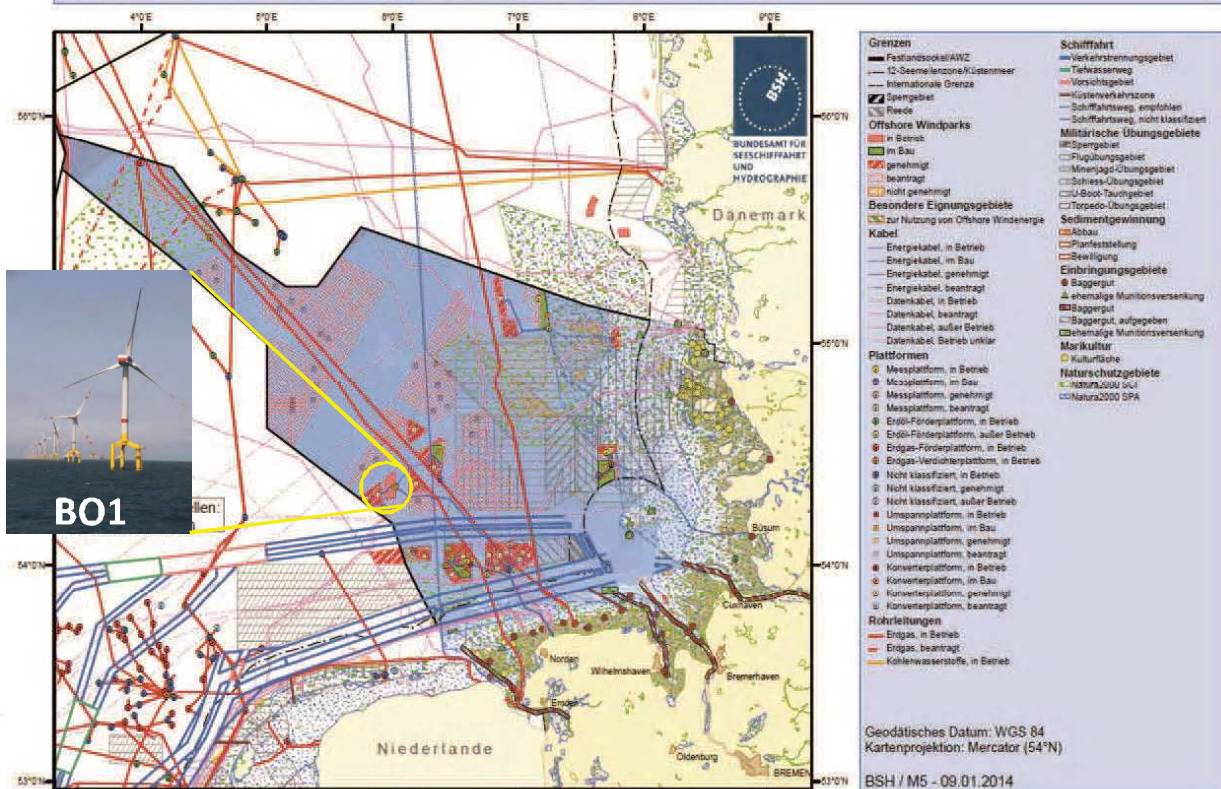 4°0'E
5°0'E
6°0'E
7°0'E
8°0'E
9°0'E
56°0'N
56°0'N
55°0'N
55°0'N
54°0'N
54°0'N
53°0'N
53°0'N
BSH
BUNDESAMT FÜR
SEESCHIFFFAHRT
UND
HYDROGRAPHIE
Dänemark
BO1
ellen:
Büsum
Cuxhaven
Norden
Wilhelmshaven
Bremerhaven
Emden
Niederlande
Oldenburg
BREMEN
Grenzen
Festlandsockel/AWZ
12-Seemeilenzone/Küstenmeer
Internationale Grenze
Sperrgebiet
Reede
Offshore Windparks
in Betrieb
im Bau
genehmigt
beantragt
nicht genehmigt
Besondere Eignungsgebiete
zur Nutzung von Offshore Windenergie
Kabel
Energiekabel, in Betrieb
Energiekabel, im Bau
Energiekabel, genehmigt
Energiekabel, beantragt
Datenkabel, in Betrieb
Datenkabel, beantragt
Datenkabel, außer Betrieb
Datenkabel, Betrieb unklar
Plattformen
Messplattform, in Betrieb
Messplattform, im Bau
Messplattform, genehmigt
Messplattform, beantragt
Erdöl-Förderplattform, in Betrieb
Erdöl-Förderplattform, außer Betrieb
Erdgas-Förderplattform, in Betrieb
Erdgas-Verdichterplattform, in Betrieb
Nicht klassifiziert, in Betrieb
Nicht klassifiziert, genehmigt
Nicht klassifiziert, außer Betrieb
Umspannplattform, in Betrieb
Umspannplattform, im Bau
Umspannplattform, genehmigt
Umspannplattform, beantragt
Konverterplattform, in Betrieb
Konverterplattform, im Bau
Konverterplattform, genehmigt
Konverterplattform, beantragt
Rohrleitungen
Erdgas, in Betrieb
Erdgas, beantragt
Kohlenwasserstoffe, in Betrieb
Schifffahrt
Verkehrstrennungsgebiet
Tiefwasserweg
Vorsichtsgebiet
Küstenverkehrszone
Schifffahrtsweg, empfohlen
Schifffahrtsweg, nicht klassifiziert
Militärische Übungsgebiete
Sperrgebiet
Flugübungsgebiet
Minenjagd-Übungsgebiet
Schiess-Übungsgebiet
U-Boot-Tauchgebiet
Torpedo-Übungsgebiet
Sedimentgewinnung
Abbau
Planfeststellung
Bewilligung
Einbringungsgebiete
Baggergut
ehemalige Munitionsversenkung
Baggergut
Baggergut, aufgegeben
ehemalige Munitionsversenkung
Marikultur
Kulturfläche
Naturschutzgebiete
Natura2000 SCI
Natura2000 SPA
Geodätisches Datum: WGS 84
Kartenprojektion: Mercator (54°N)
BSH / M5 - 09.01.2014